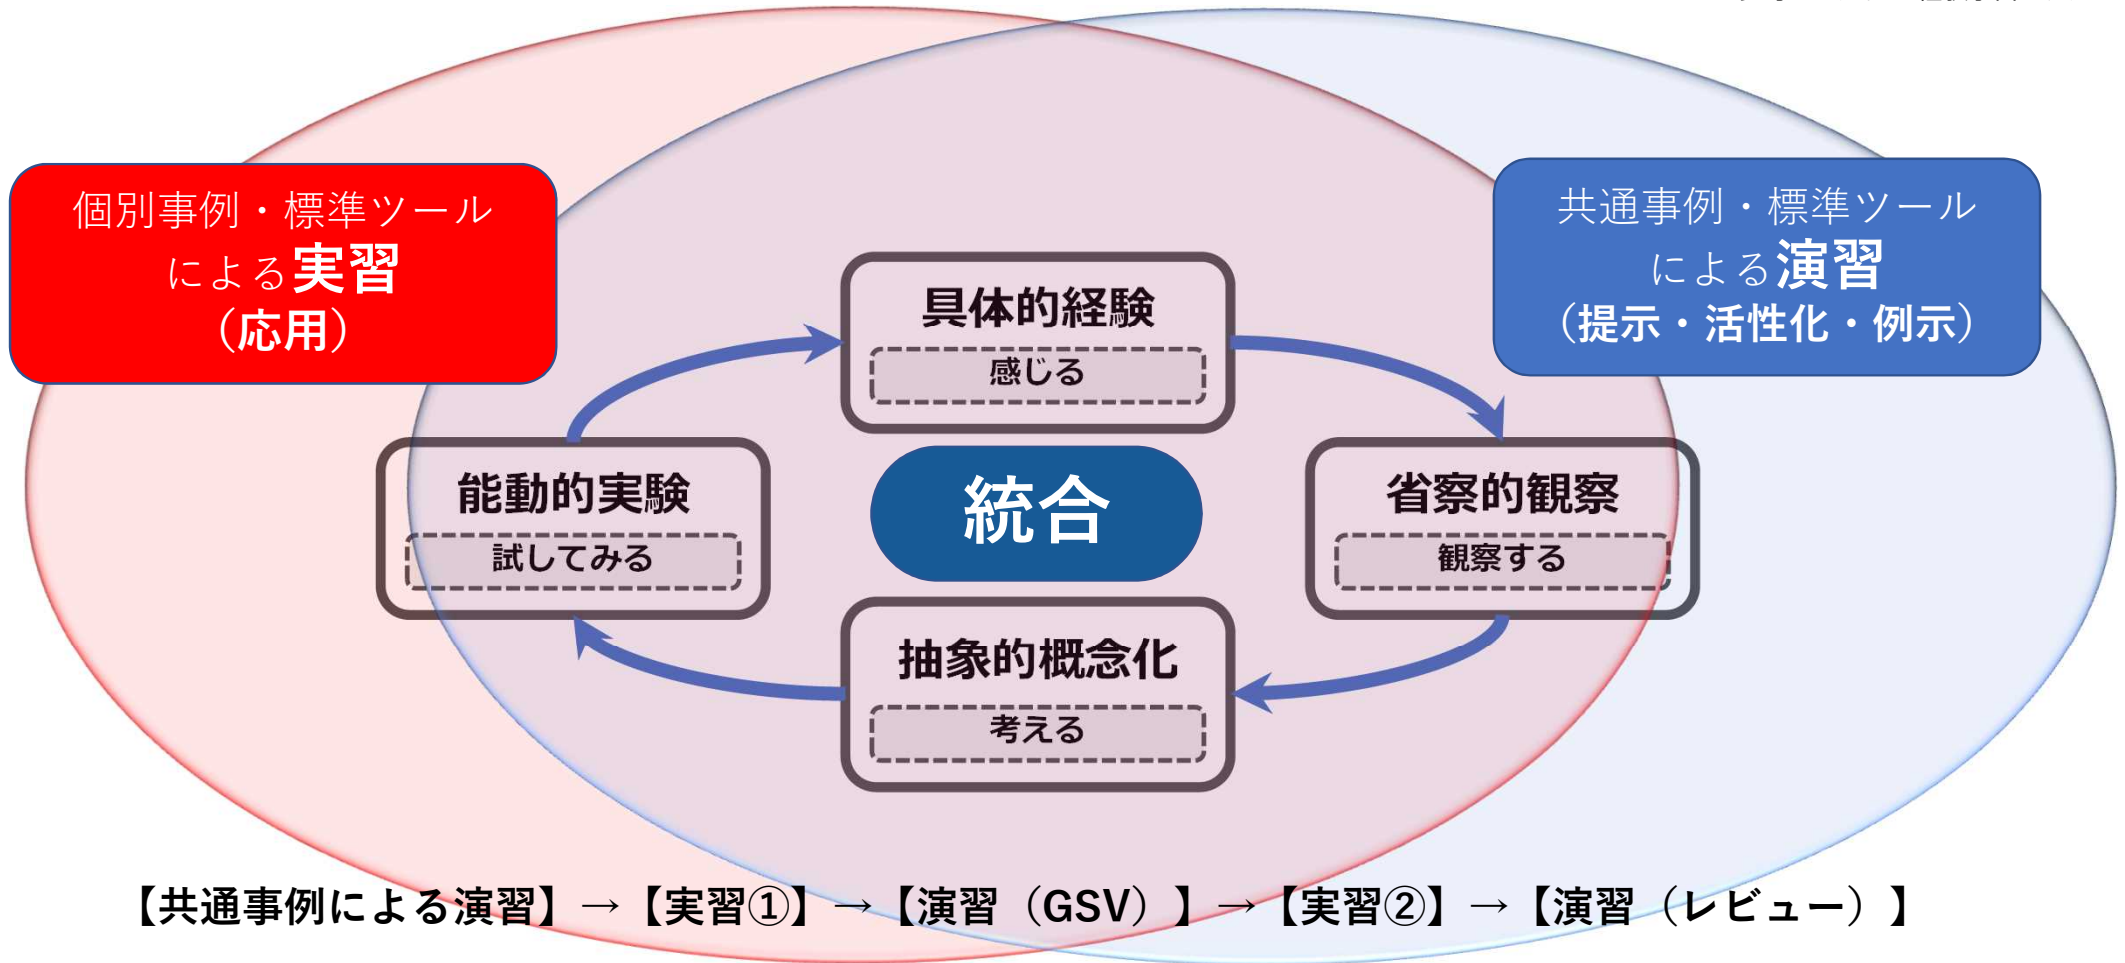 個別事例・標準ツール
による実習
（応用）
共通事例・標準ツール
による演習
（提示・活性化・例示）
具体的経験
感じる
能動的実験
試してみる
統合
省察的観察
観察する
抽象的概念化
考える
【共通事例による演習】→【実習①】→【演習（GSV）】→【実習②】→【演習（レビュー）】